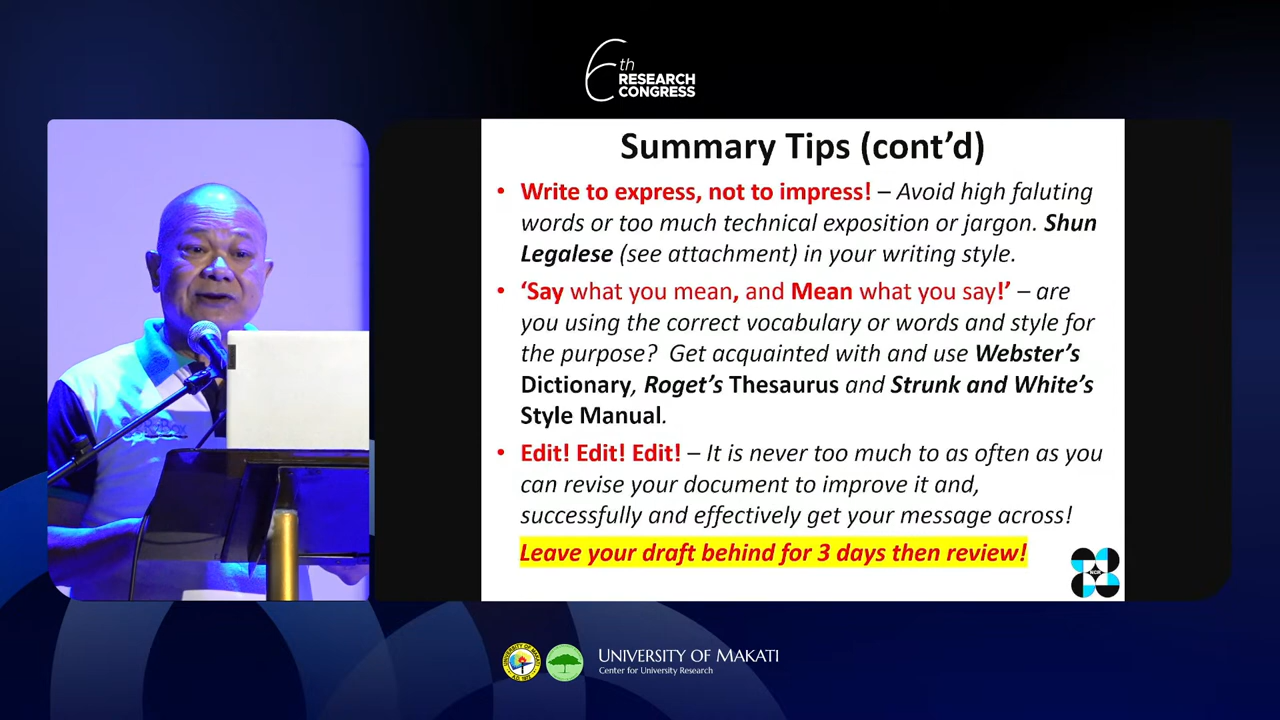 6th
RESEARCH
CONGRESS
Summary Tips (cont’d)
• Write to express, not to impress! – Avoid high faluting
words or too much technical exposition or jargon. Shun
Legalese (see attachment) in your writing style.
• ‘Say what you mean, and Mean what you say!’ – are
you using the correct vocabulary or words and style for
the purpose? Get acquainted with and use Webster’s
Dictionary, Roget’s Thesaurus and Strunk and White’s
Style Manual.
• Edit! Edit! Edit! – It is never too much to as often as you
can revise your document to improve it and,
successfully and effectively get your message across!
Leave your draft behind for 3 days then review!
UNIVERSITY OF MAKATI
Center for University Research